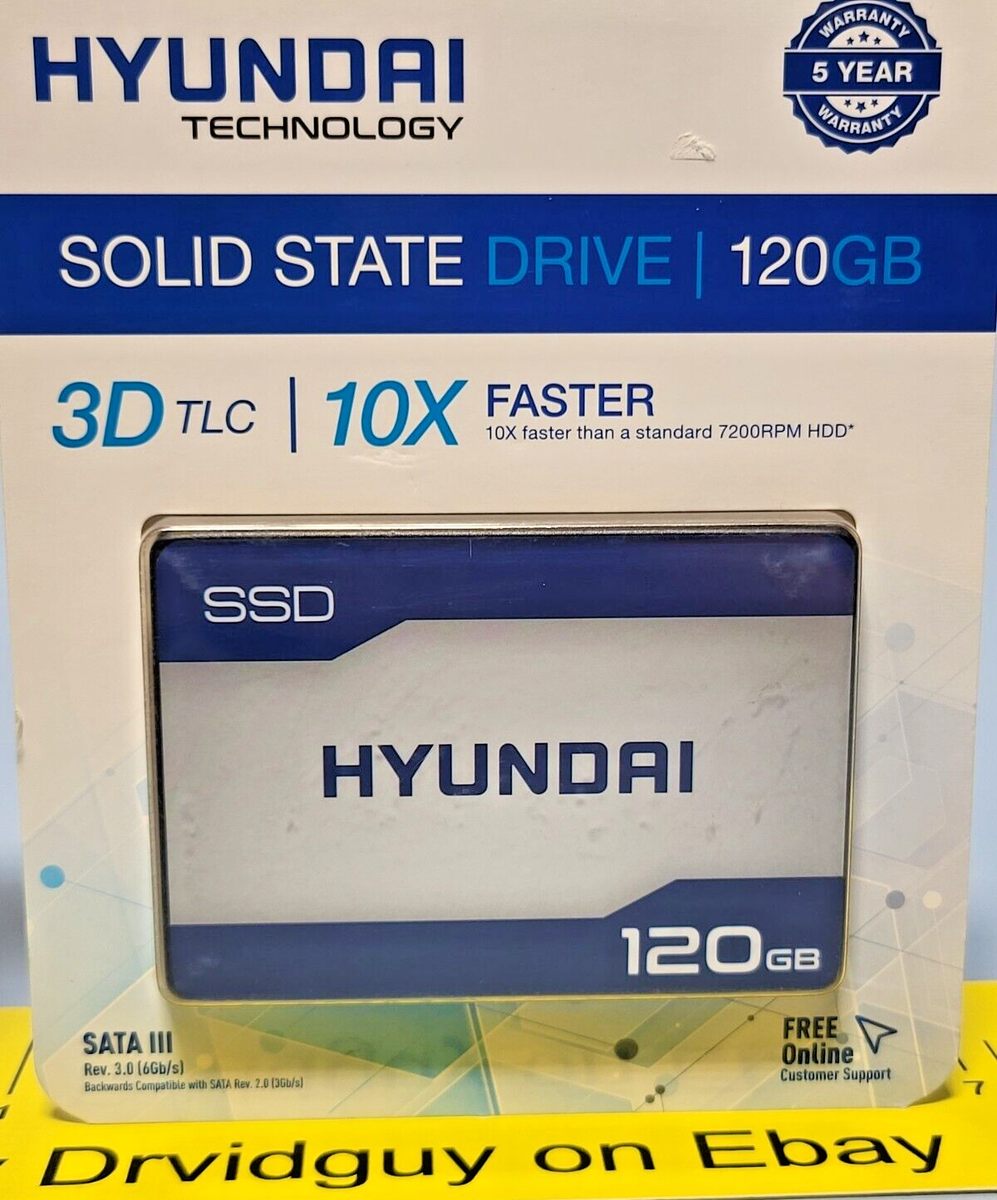 HYUNDAI
TECHNOLOGY
WARRANTY
5 YEAR
WARRANTY
SOLID STATE DRIVE | 120GB
3D TLC | 10X FASTER
10X faster than a standard 7200RPM HDD*
SSD
HYUNDAI
120GB
SATA III
Rev. 3.0 (6Gb/s)
Backwards Compatible with SATA Rev. 2.0 (3Gb/s)
FREE
Online
Customer Support
7
Drvidguy on Ebay